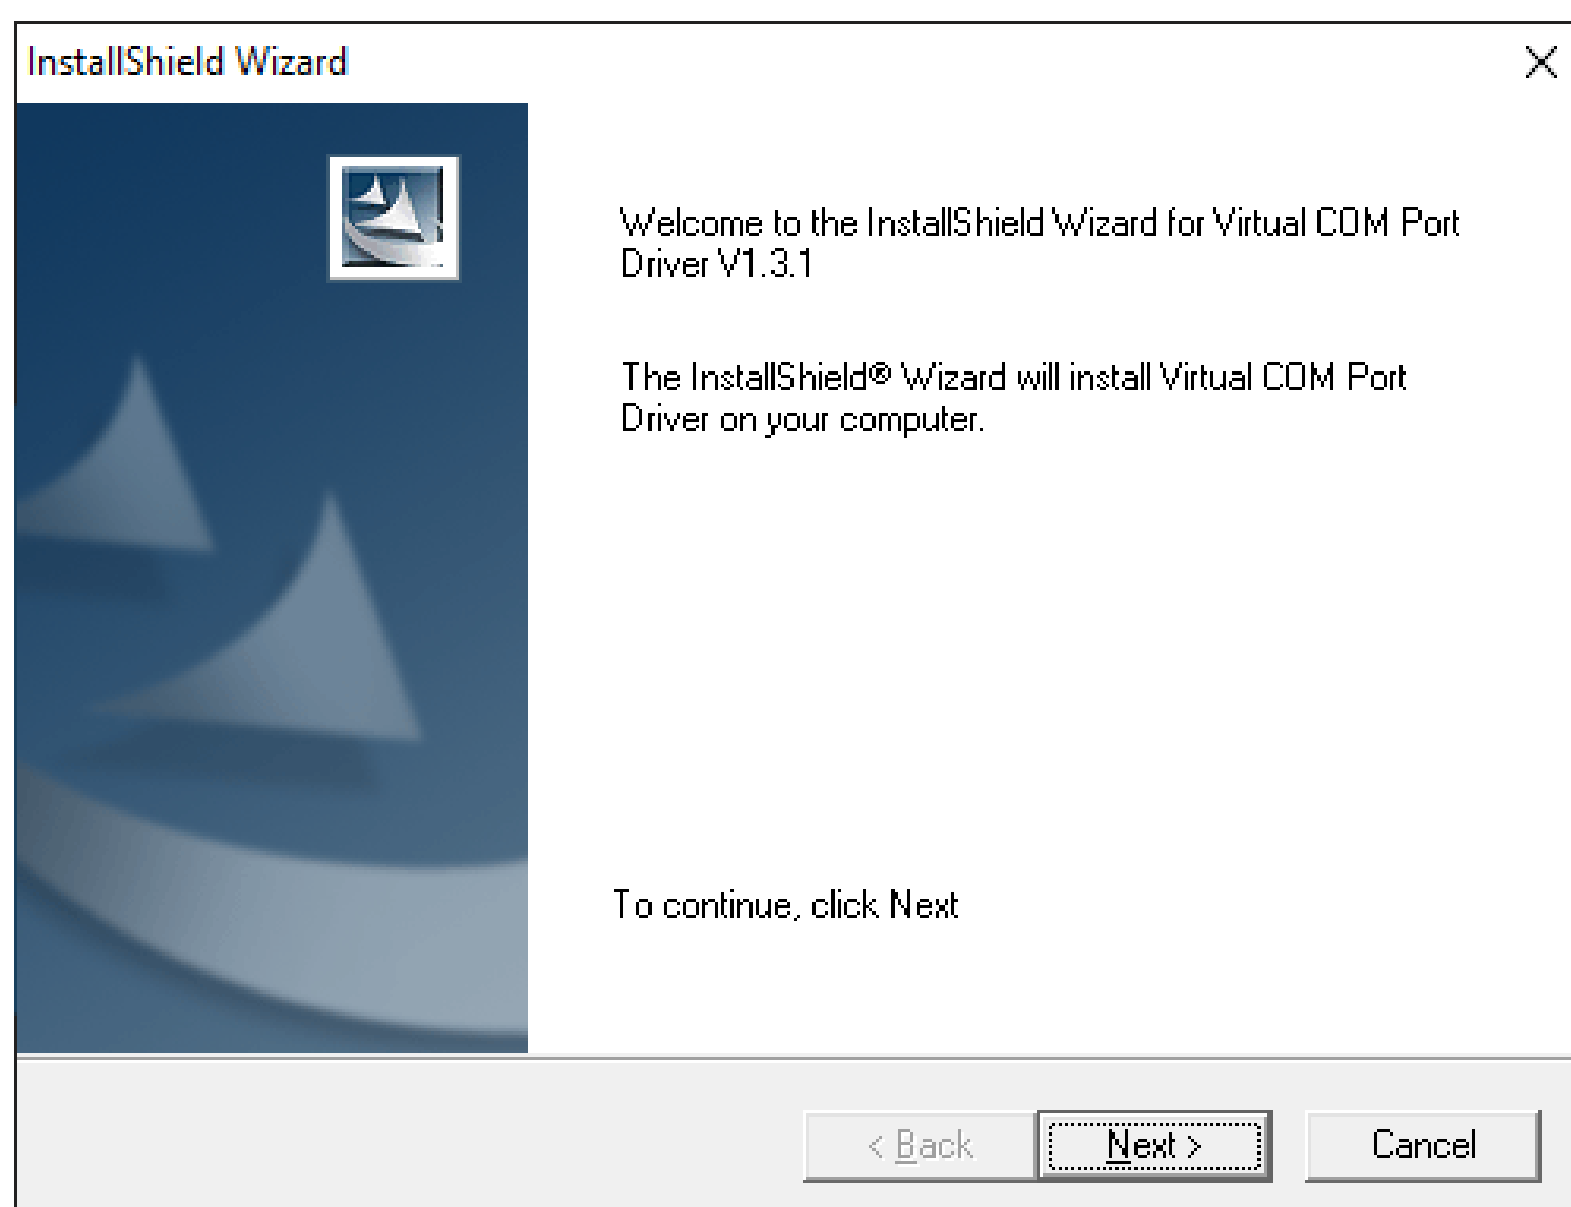 InstallShield Wizard
Welcome to the InstallShield Wizard for Virtual COM Port
Driver V1.3.1
The InstallShield® Wizard will install Virtual COM Port
Driver on your computer.
To continue, click Next
< Back
Next >
Cancel